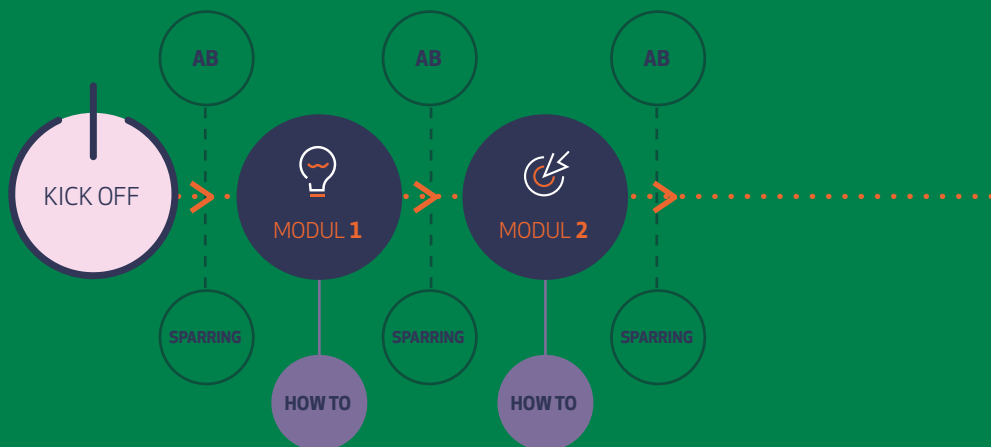 AB
AB
AB
KICK OFF
MODUL 1
MODUL 2
SPARRING
SPARRING
SPARRING
HOW TO
HOW TO